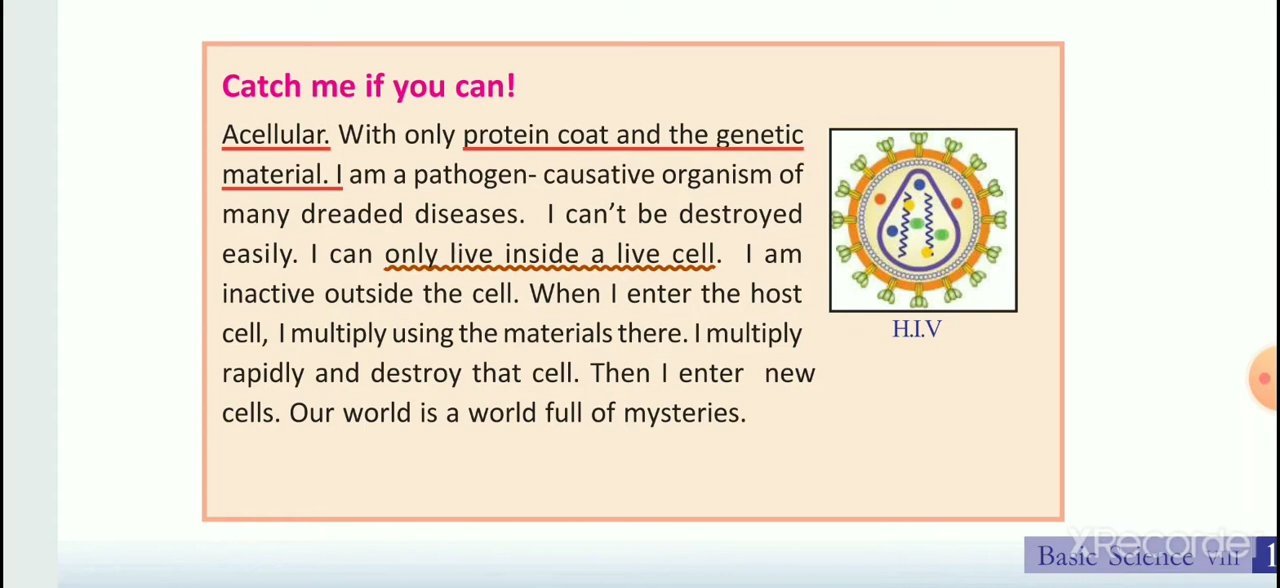 Catch me if you can!
Acellular. With only protein coat and the genetic
material. I am a pathogen- causative organism of
many dreaded diseases. I can’t be destroyed
easily. I can only live inside a live cell. I am
inactive outside the cell. When I enter the host
cell, I multiply using the materials there. I multiply
rapidly and destroy that cell. Then I enter new
cells. Our world is a world full of mysteries.
H.I.V
XRecorder
Basic Science VIII 1